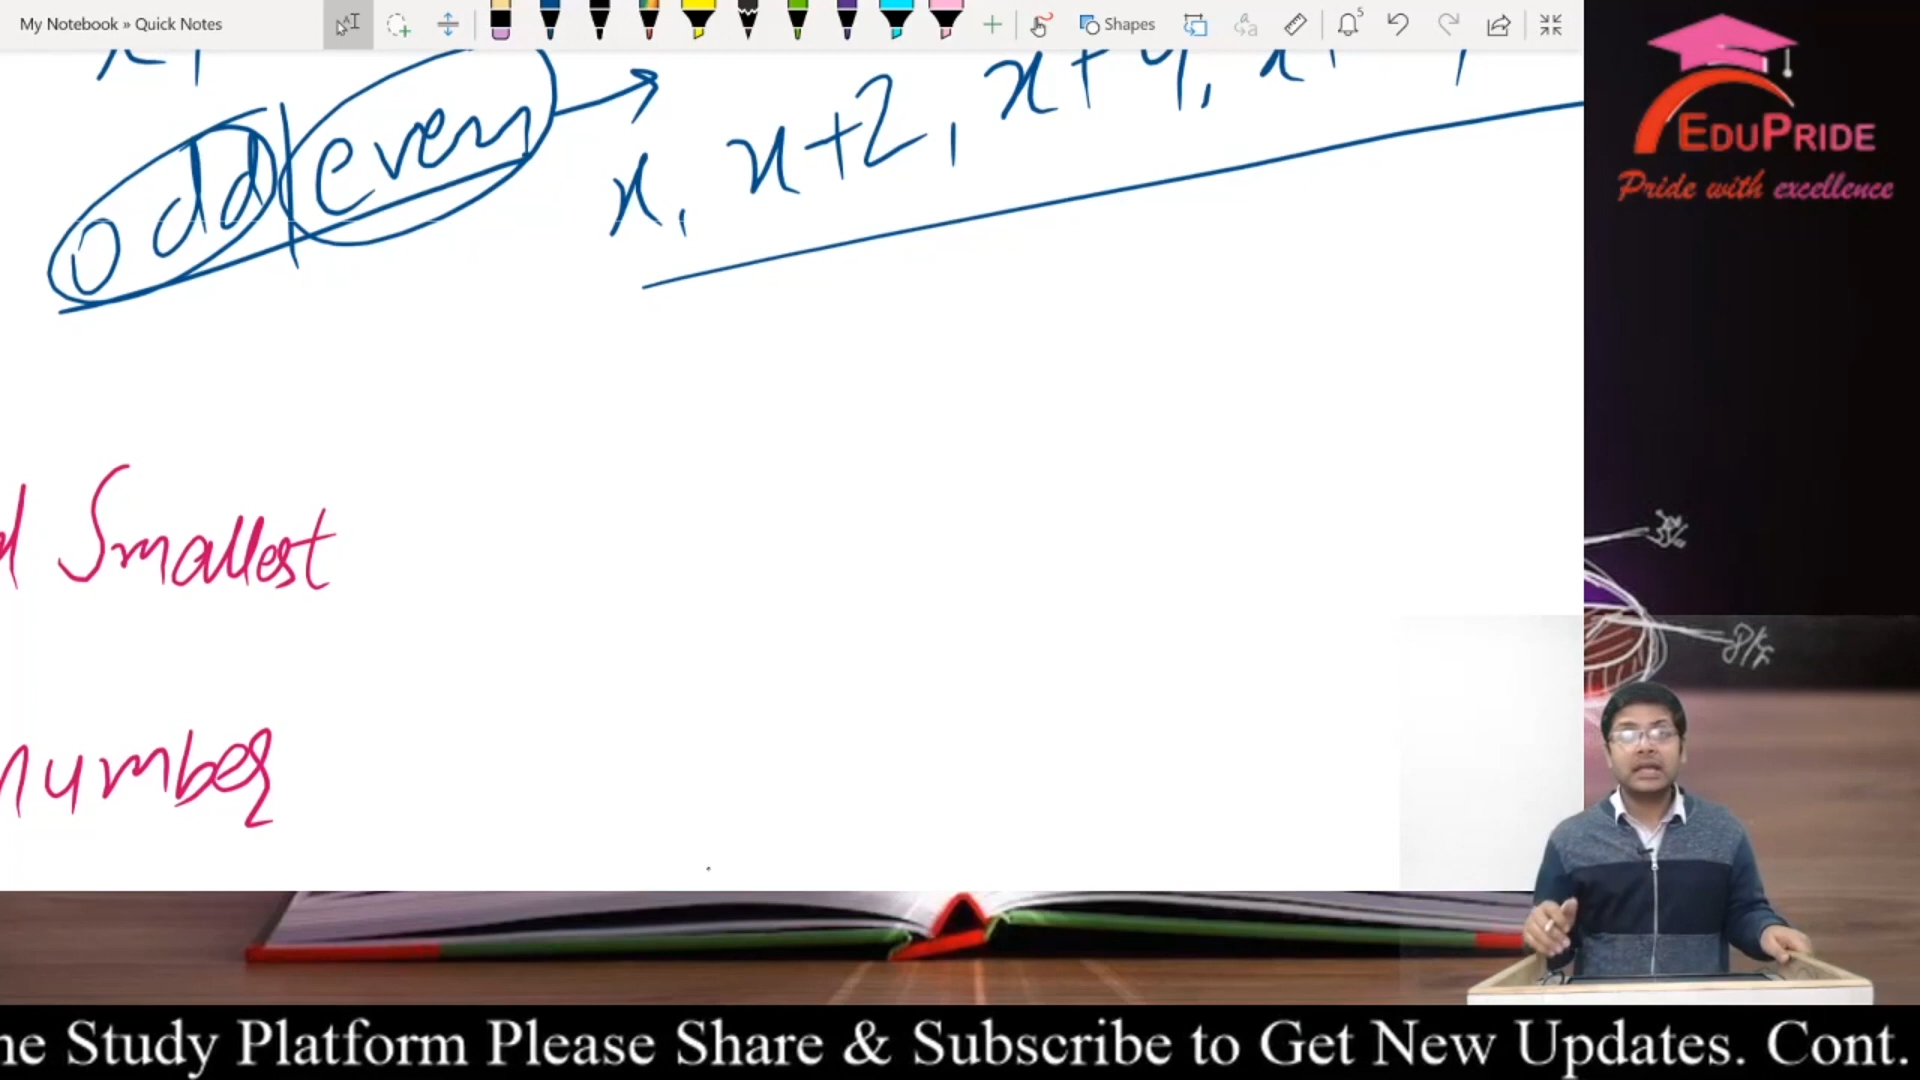 My Notebook » Quick Notes
Shapes
5
odd even → x, x+2, x+4,
Smallest
number
EDUPRIDE
Pride with excellence
ne Study Platform Please Share & Subscribe to Get New Updates. Cont.